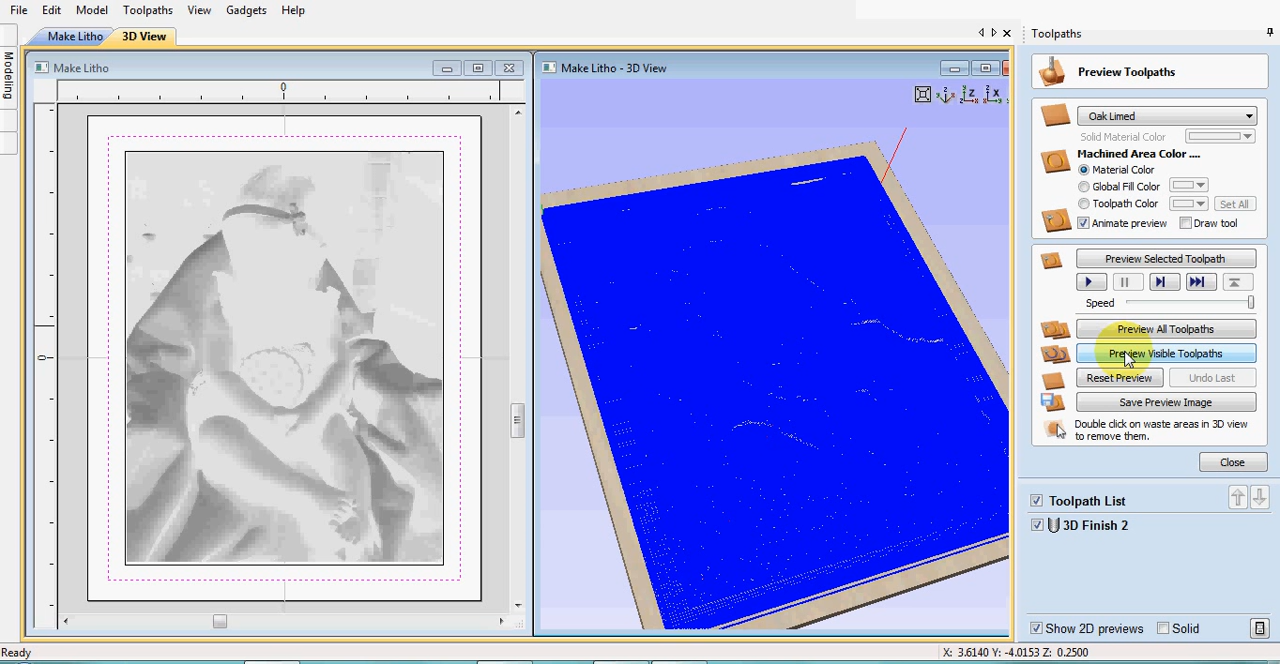 File Edit Model Toolpaths View Gadgets Help
Make Litho 3D View
Toolpaths
Modeling
Make Litho
Make Litho - 3D View
Preview Toolpaths
0
0
Oak Limed
Solid Material Color
Machined Area Color ....
Material Color
Global Fill Color
Toolpath Color Set All
Animate preview Draw tool
Preview Selected Toolpath
Speed
Preview All Toolpaths
Preview Visible Toolpaths
Reset Preview Undo Last
Save Preview Image
Double click on waste areas in 3D view
to remove them.
Close
Toolpath List
3D Finish 2
Show 2D previews Solid
Ready X: 3.6140 Y: -4.0153 Z: 0.2500